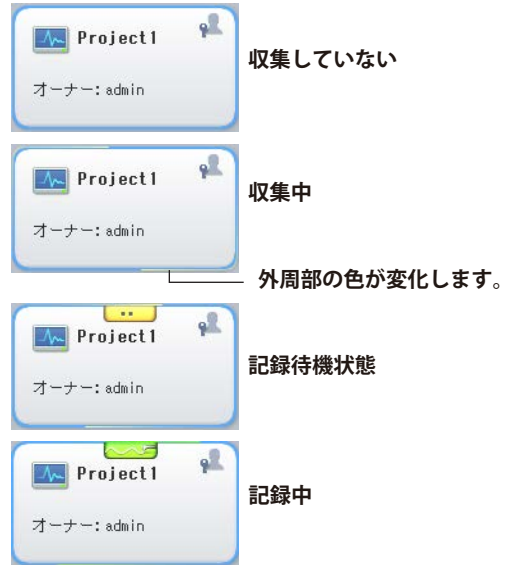 Project1
収集していない
オーナー: admin
Project1
収集中
オーナー: admin
外周部の色が変化します。
Project1
記録待機状態
オーナー: admin
Project1
記録中
オーナー: admin